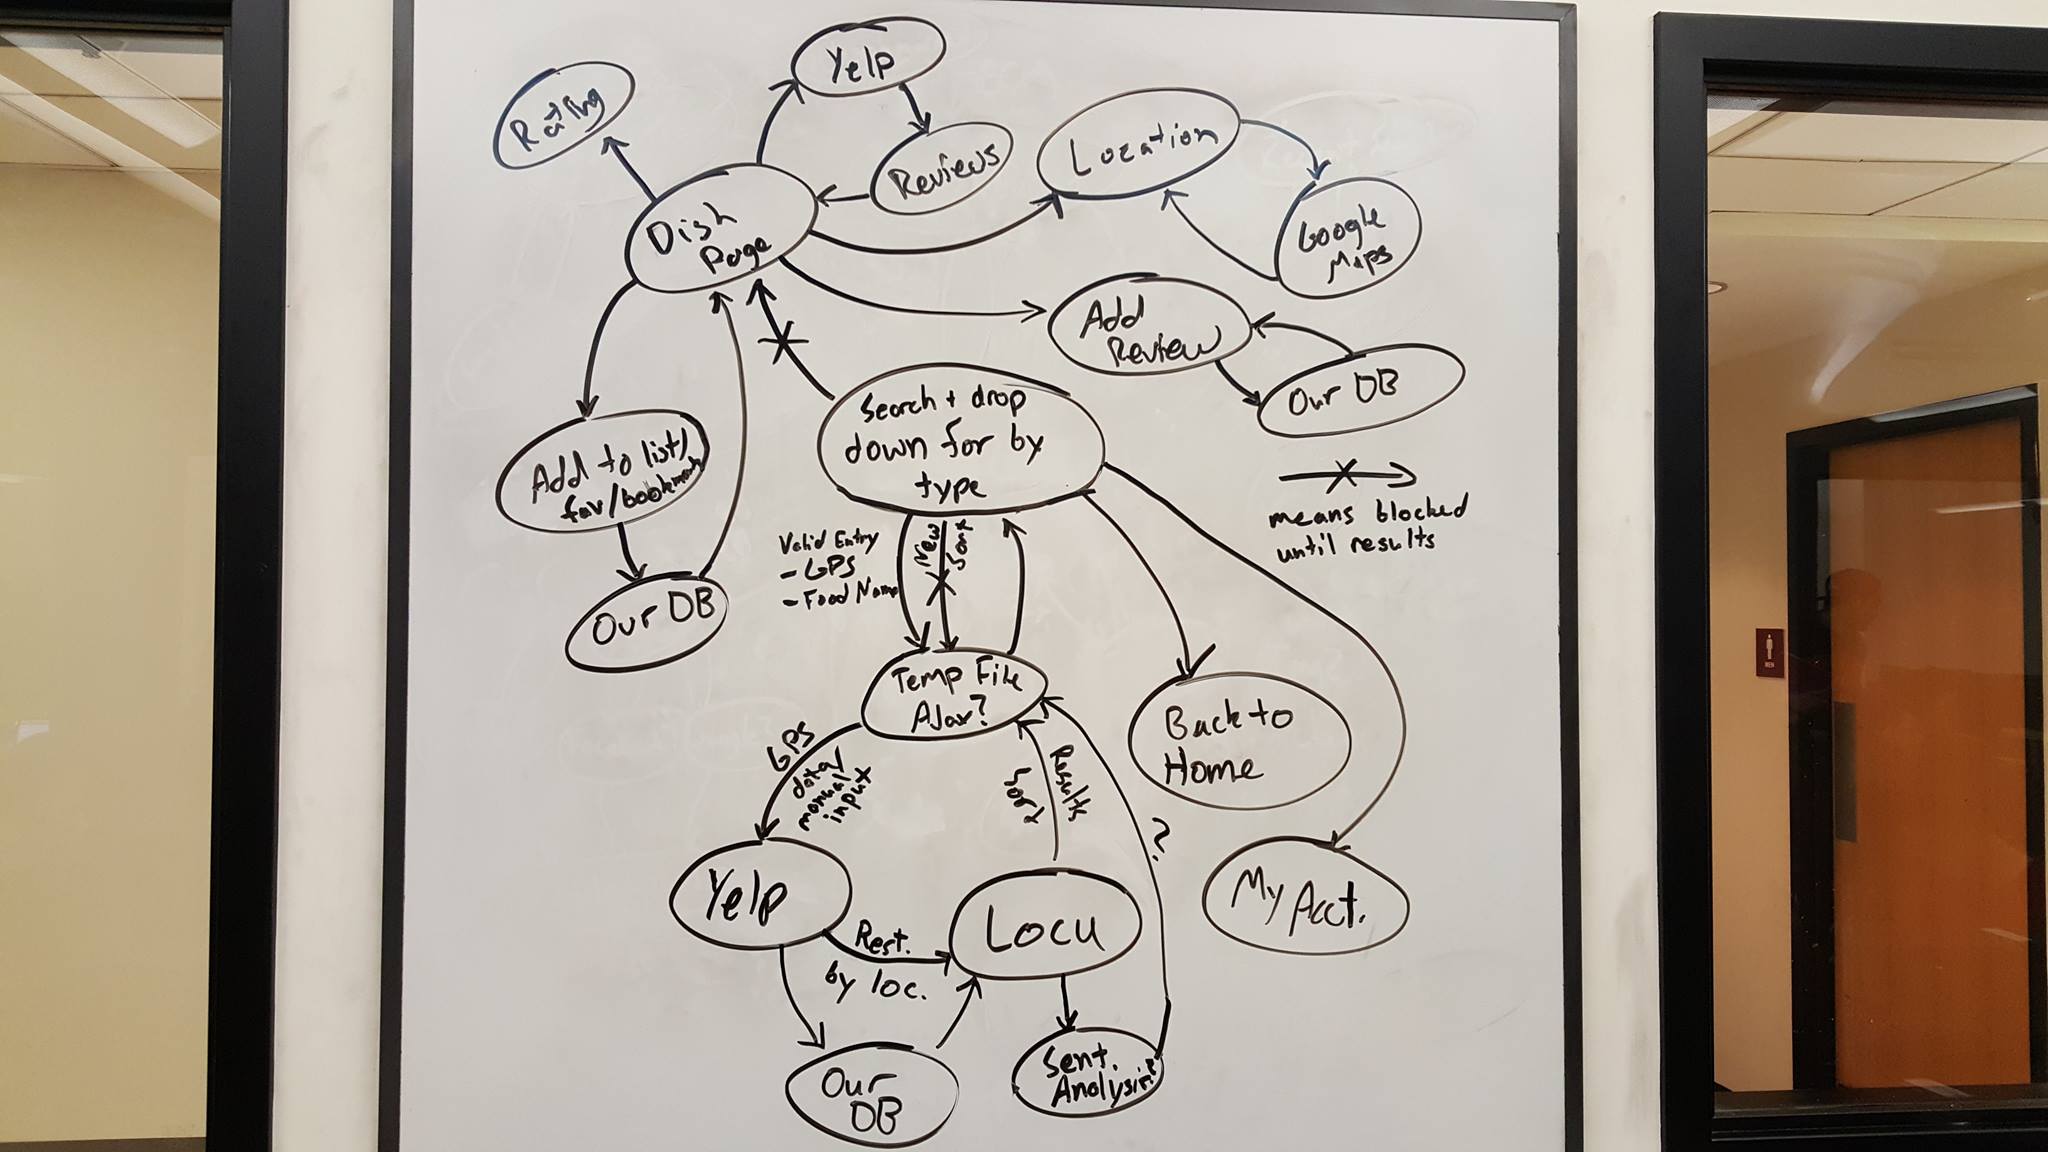 Yelp
Rating
Reviews
Location
Dish
Page
Google
Maps
Add
Review
Our DB
Search + drop
down for by
type
Add to list/
fav/bookmark
means blocked
until results
Valid Entry
- GPS
- Food Name
New
Sort
Our DB
Temp File
AJax?
Back to
Home
GPS
data/
manual
input
Results
sort
?
Yelp
Locu
My Acct.
Rest.
by loc.
Sent.
Analysis?
Our
DB
MEN